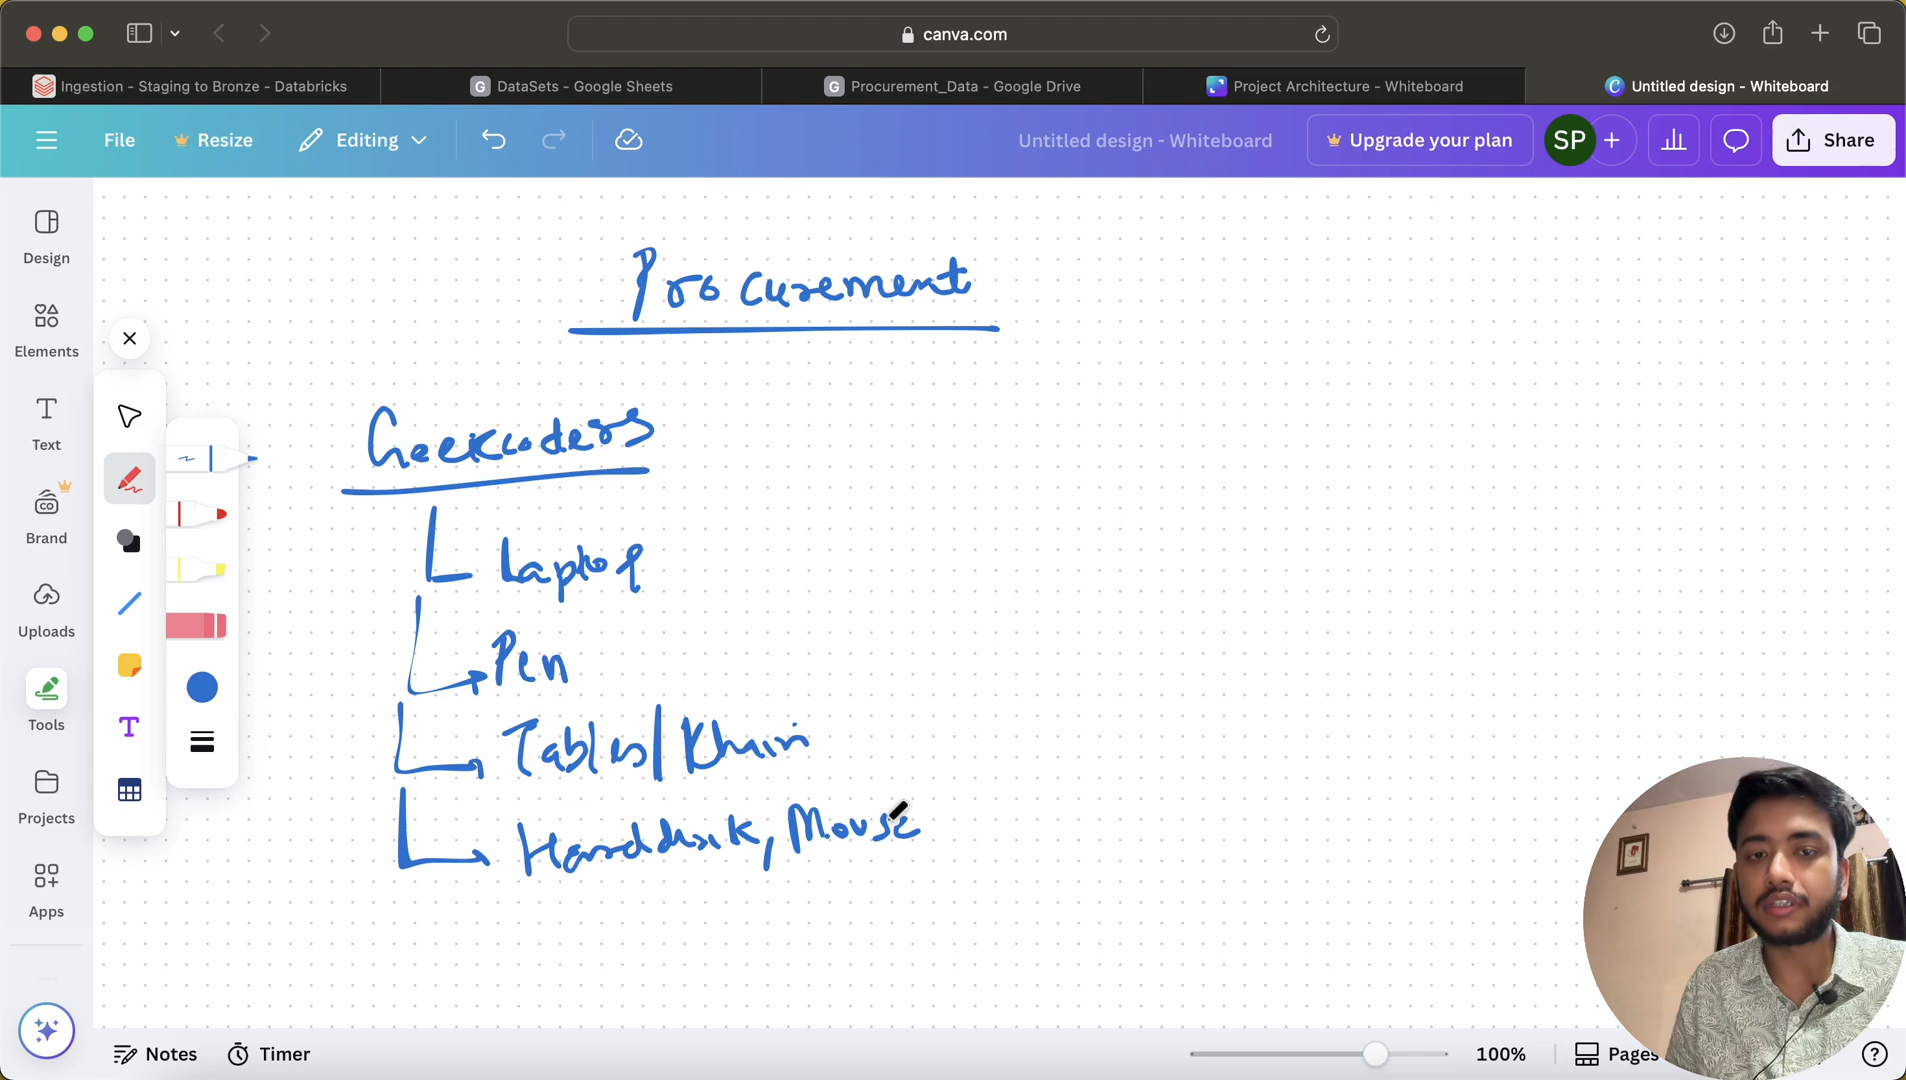 canva.com
Ingestion - Staging to Bronze - Databricks
DataSets - Google Sheets
Procurement_Data - Google Drive
Project Architecture - Whiteboard
Untitled design - Whiteboard
File
Resize
Editing
Untitled design - Whiteboard
Upgrade your plan
SP
Share
Design
Elements
Text
Brand
Uploads
Tools
Projects
Apps
Procurement
Geekcoders
Laptop
Pen
Tables/Khairs
Harddisk, Mouse
Notes
Timer
100%
Pages